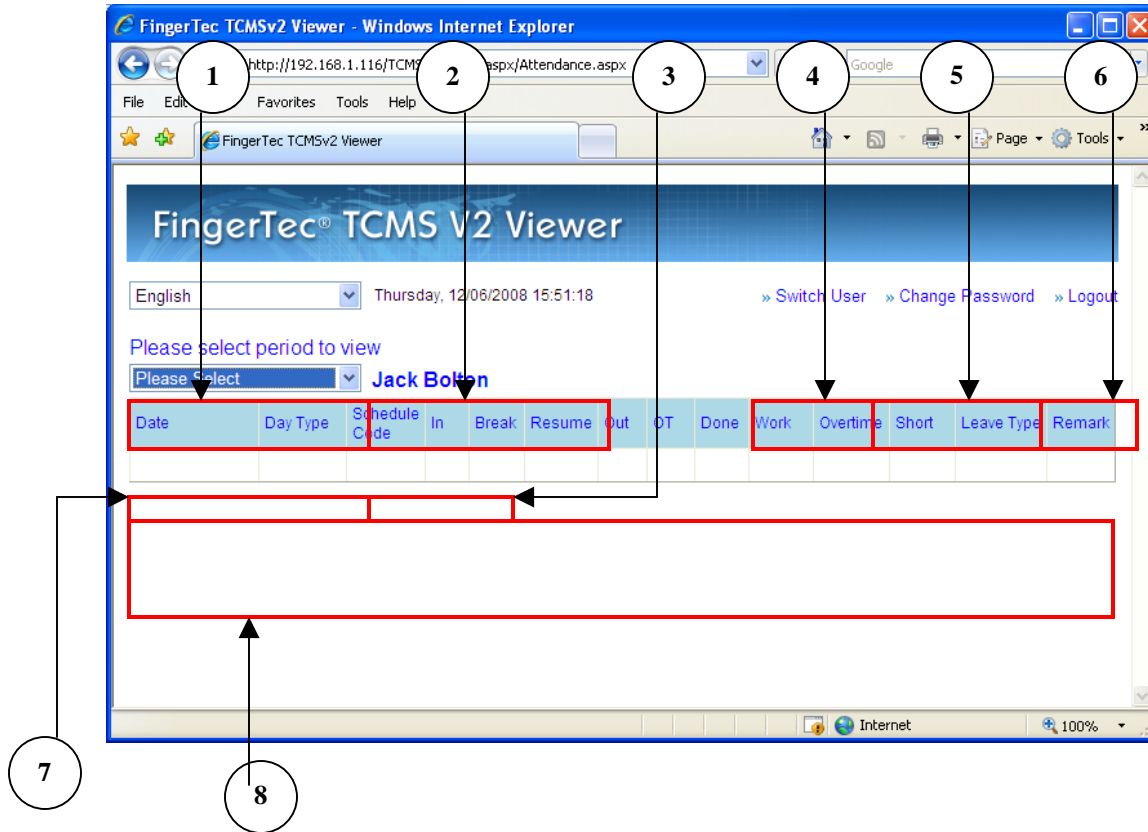 FingerTec TCMSv2 Viewer - Windows Internet Explorer
1 2 3 4 5 6
http://192.168.1.116/TCMS aspx/Attendance.aspx Google
File Edit Favorites Tools Help
FingerTec TCMSv2 Viewer Page Tools »
FingerTec® TCMS V2 Viewer
English Thursday, 12/06/2008 15:51:18 » Switch User » Change Password » Logout
Please select period to view
Please Select Jack Bolton
Date Day Type Schedule Code In Break Resume Out OT Done Work Overtime Short Leave Type Remark
Internet 100%
7
8